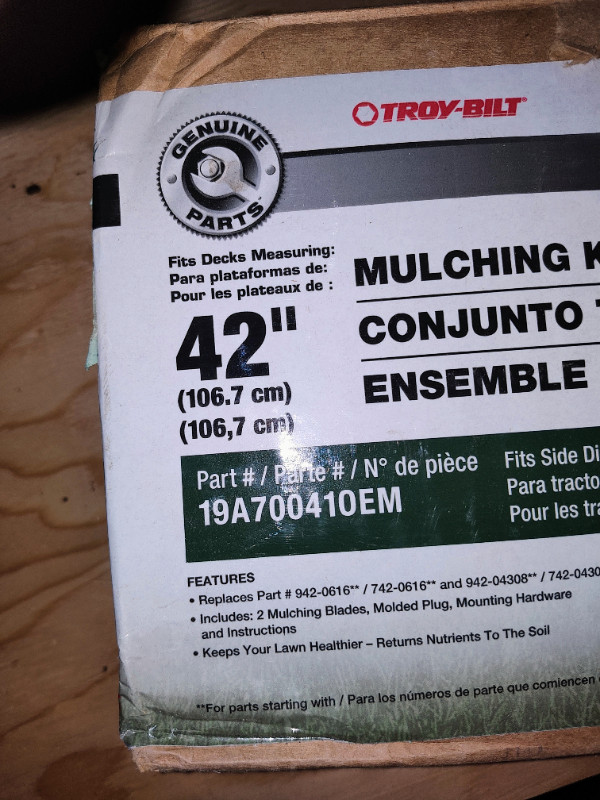 TROY-BILT
GENUINE
PARTS
Fits Decks Measuring:
Para plataformas de:
Pour les plateaux de :
42"
(106.7 cm)
(106,7 cm)
MULCHING K
CONJUNTO
ENSEMBLE
Part # / Parte # / N° de pièce
19A70041OEM
Fits Side Di
Para tracto
Pour les tra
FEATURES
• Replaces Part # 942-0616** / 742-0616** and 942-04308** / 742-0430
• Includes: 2 Mulching Blades, Molded Plug, Mounting Hardware
and Instructions
• Keeps Your Lawn Healthier – Returns Nutrients To The Soil
**For parts starting with / Para los números de parte que comiencen